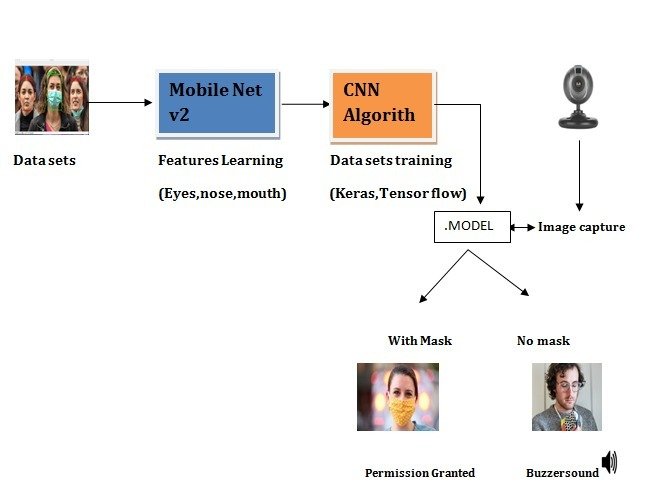 Mobile Net
v2
CNN
Algorith
Data sets
Features Learning
(Eyes,nose,mouth)
Data sets training
(Keras,Tensor flow)
.MODEL
Image capture
With Mask
No mask
Permission Granted
Buzzersound